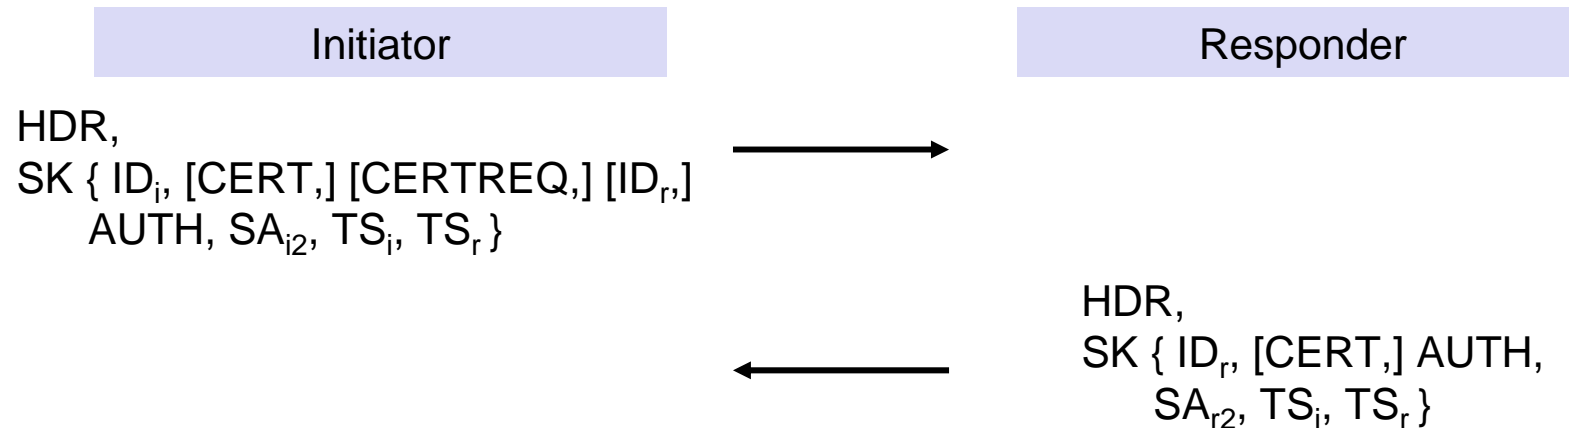 Initiator
Responder
HDR,
SK { IDi, [CERT,] [CERTREQ,] [IDr,]
AUTH, SAi2, TSi, TSr }
HDR,
SK { IDr, [CERT,] AUTH,
SAr2, TSi, TSr }